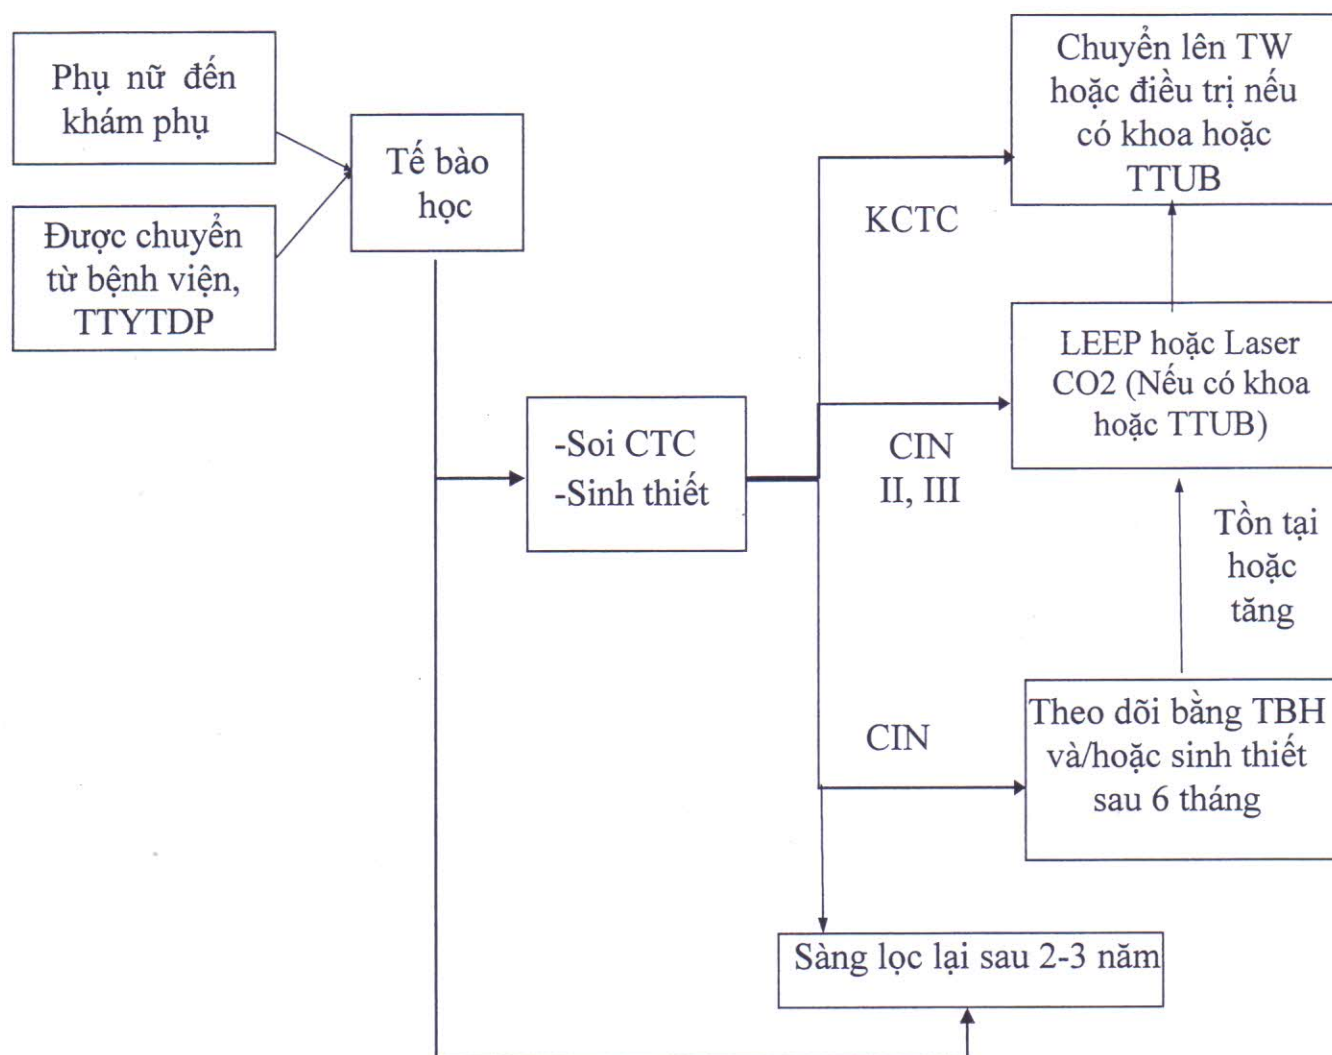 Phụ nữ đến
khám phụ
Được chuyển
từ bệnh viện,
TTYTDP
Tế bào
học
-Soi CTC
-Sinh thiết
KCTC
CIN
II, III
CIN
Chuyển lên TW
hoặc điều trị nếu
có khoa hoặc
TTUB
LEEP hoặc Laser
CO2 (Nếu có khoa
hoặc TTUB)
Tồn tại
hoặc
tăng
Theo dõi bằng TBH
và/hoặc sinh thiết
sau 6 tháng
Sàng lọc lại sau 2-3 năm